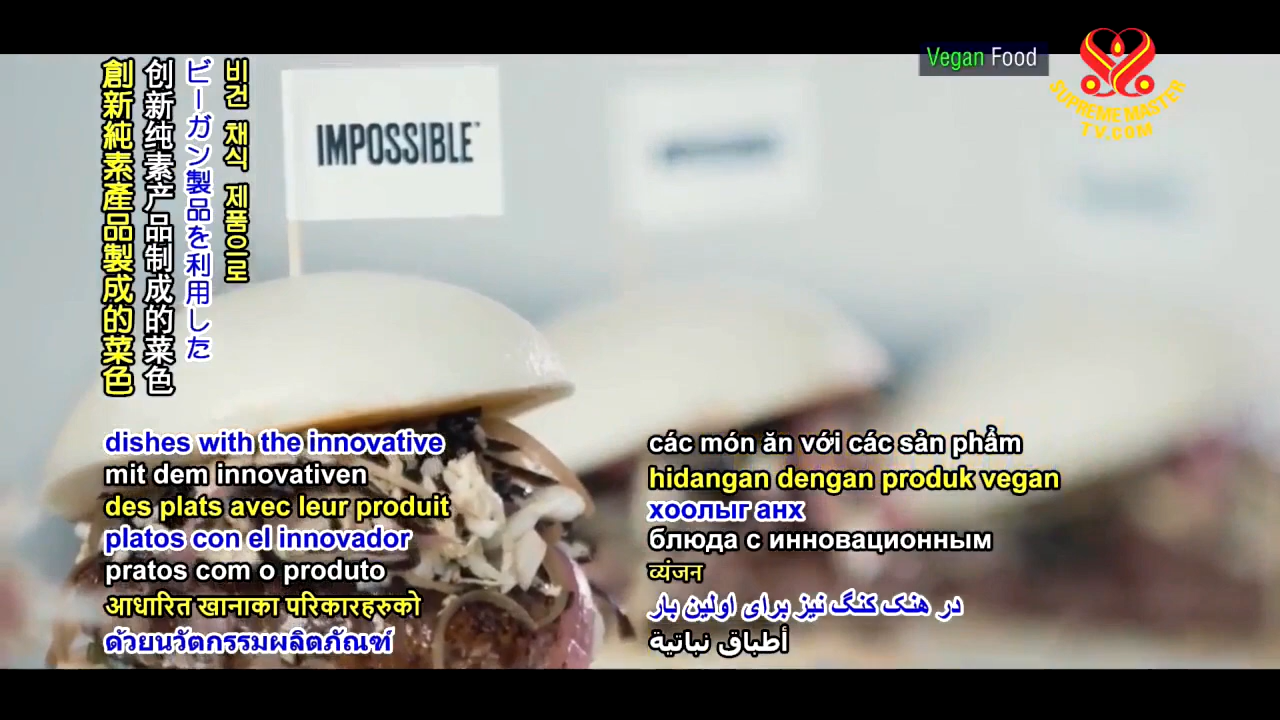 Vegan Food
SUPREME MASTER
TV.COM
IMPOSSIBLE™
創新純素產品製成的菜色
创新纯素产品制成的菜色
ビーガン製品を利用した
비건 채식 제품으로
dishes with the innovative
mit dem innovativen
des plats avec leur produit
platos con el innovador
pratos com o produto
आधारित खानाका परिकारहरुको
ด้วยนวัตกรรมผลิตภัณฑ์
các món ăn với các sản phẩm
hidangan dengan produk vegan
хоолыг анх
блюда с инновационным
व्यंजन
در هنک کنگ نیز برای اولین بار
أطباق نباتية